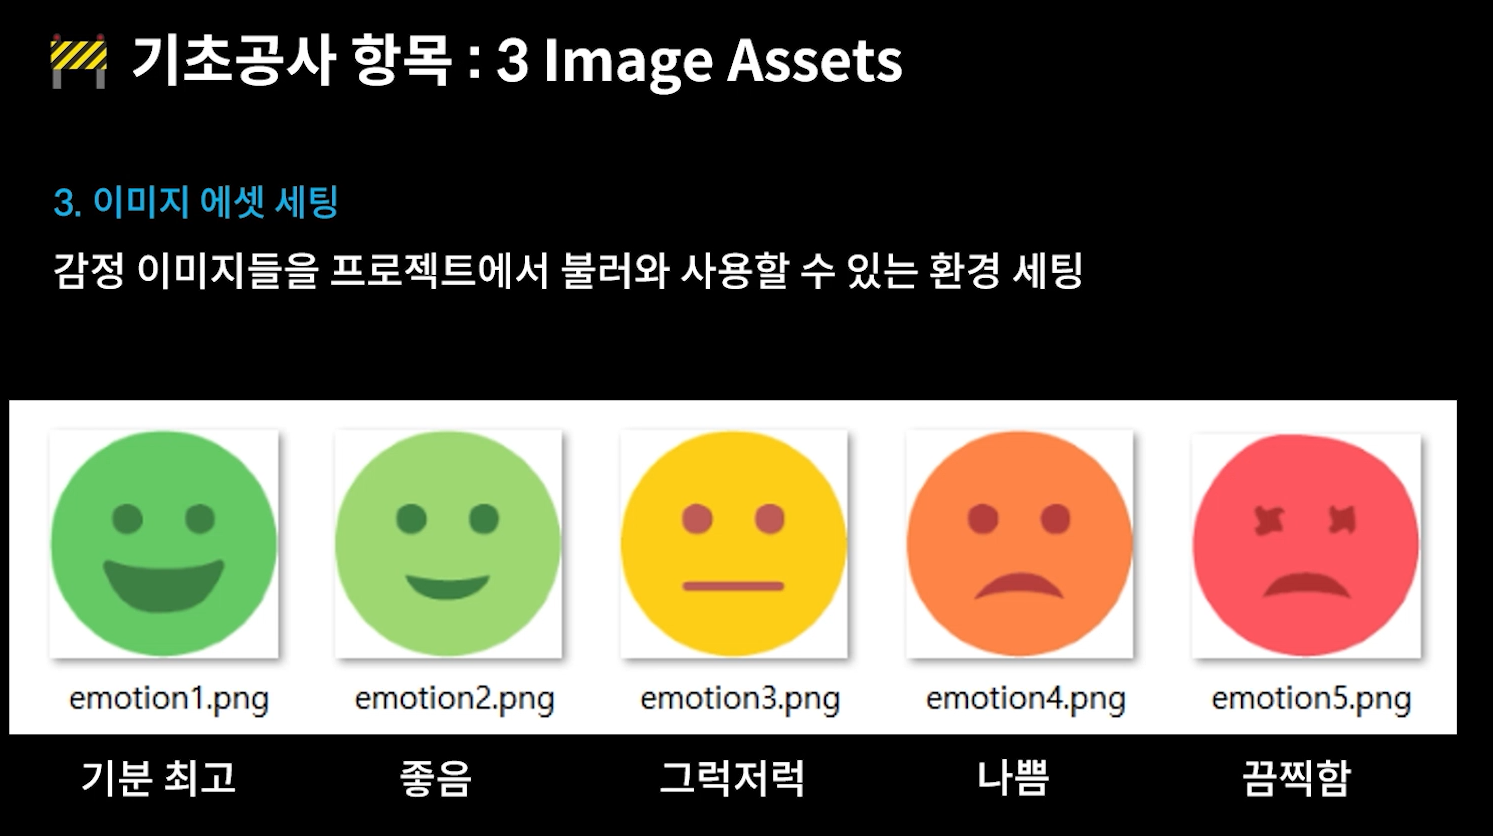 기초공사 항목 : 3 Image Assets
3. 이미지 에셋 세팅
감정 이미지들을 프로젝트에서 불러와 사용할 수 있는 환경 세팅
emotion1.png emotion2.png emotion3.png emotion4.png emotion5.png
기분 최고 좋음 그럭저럭 나쁨 끔찍함